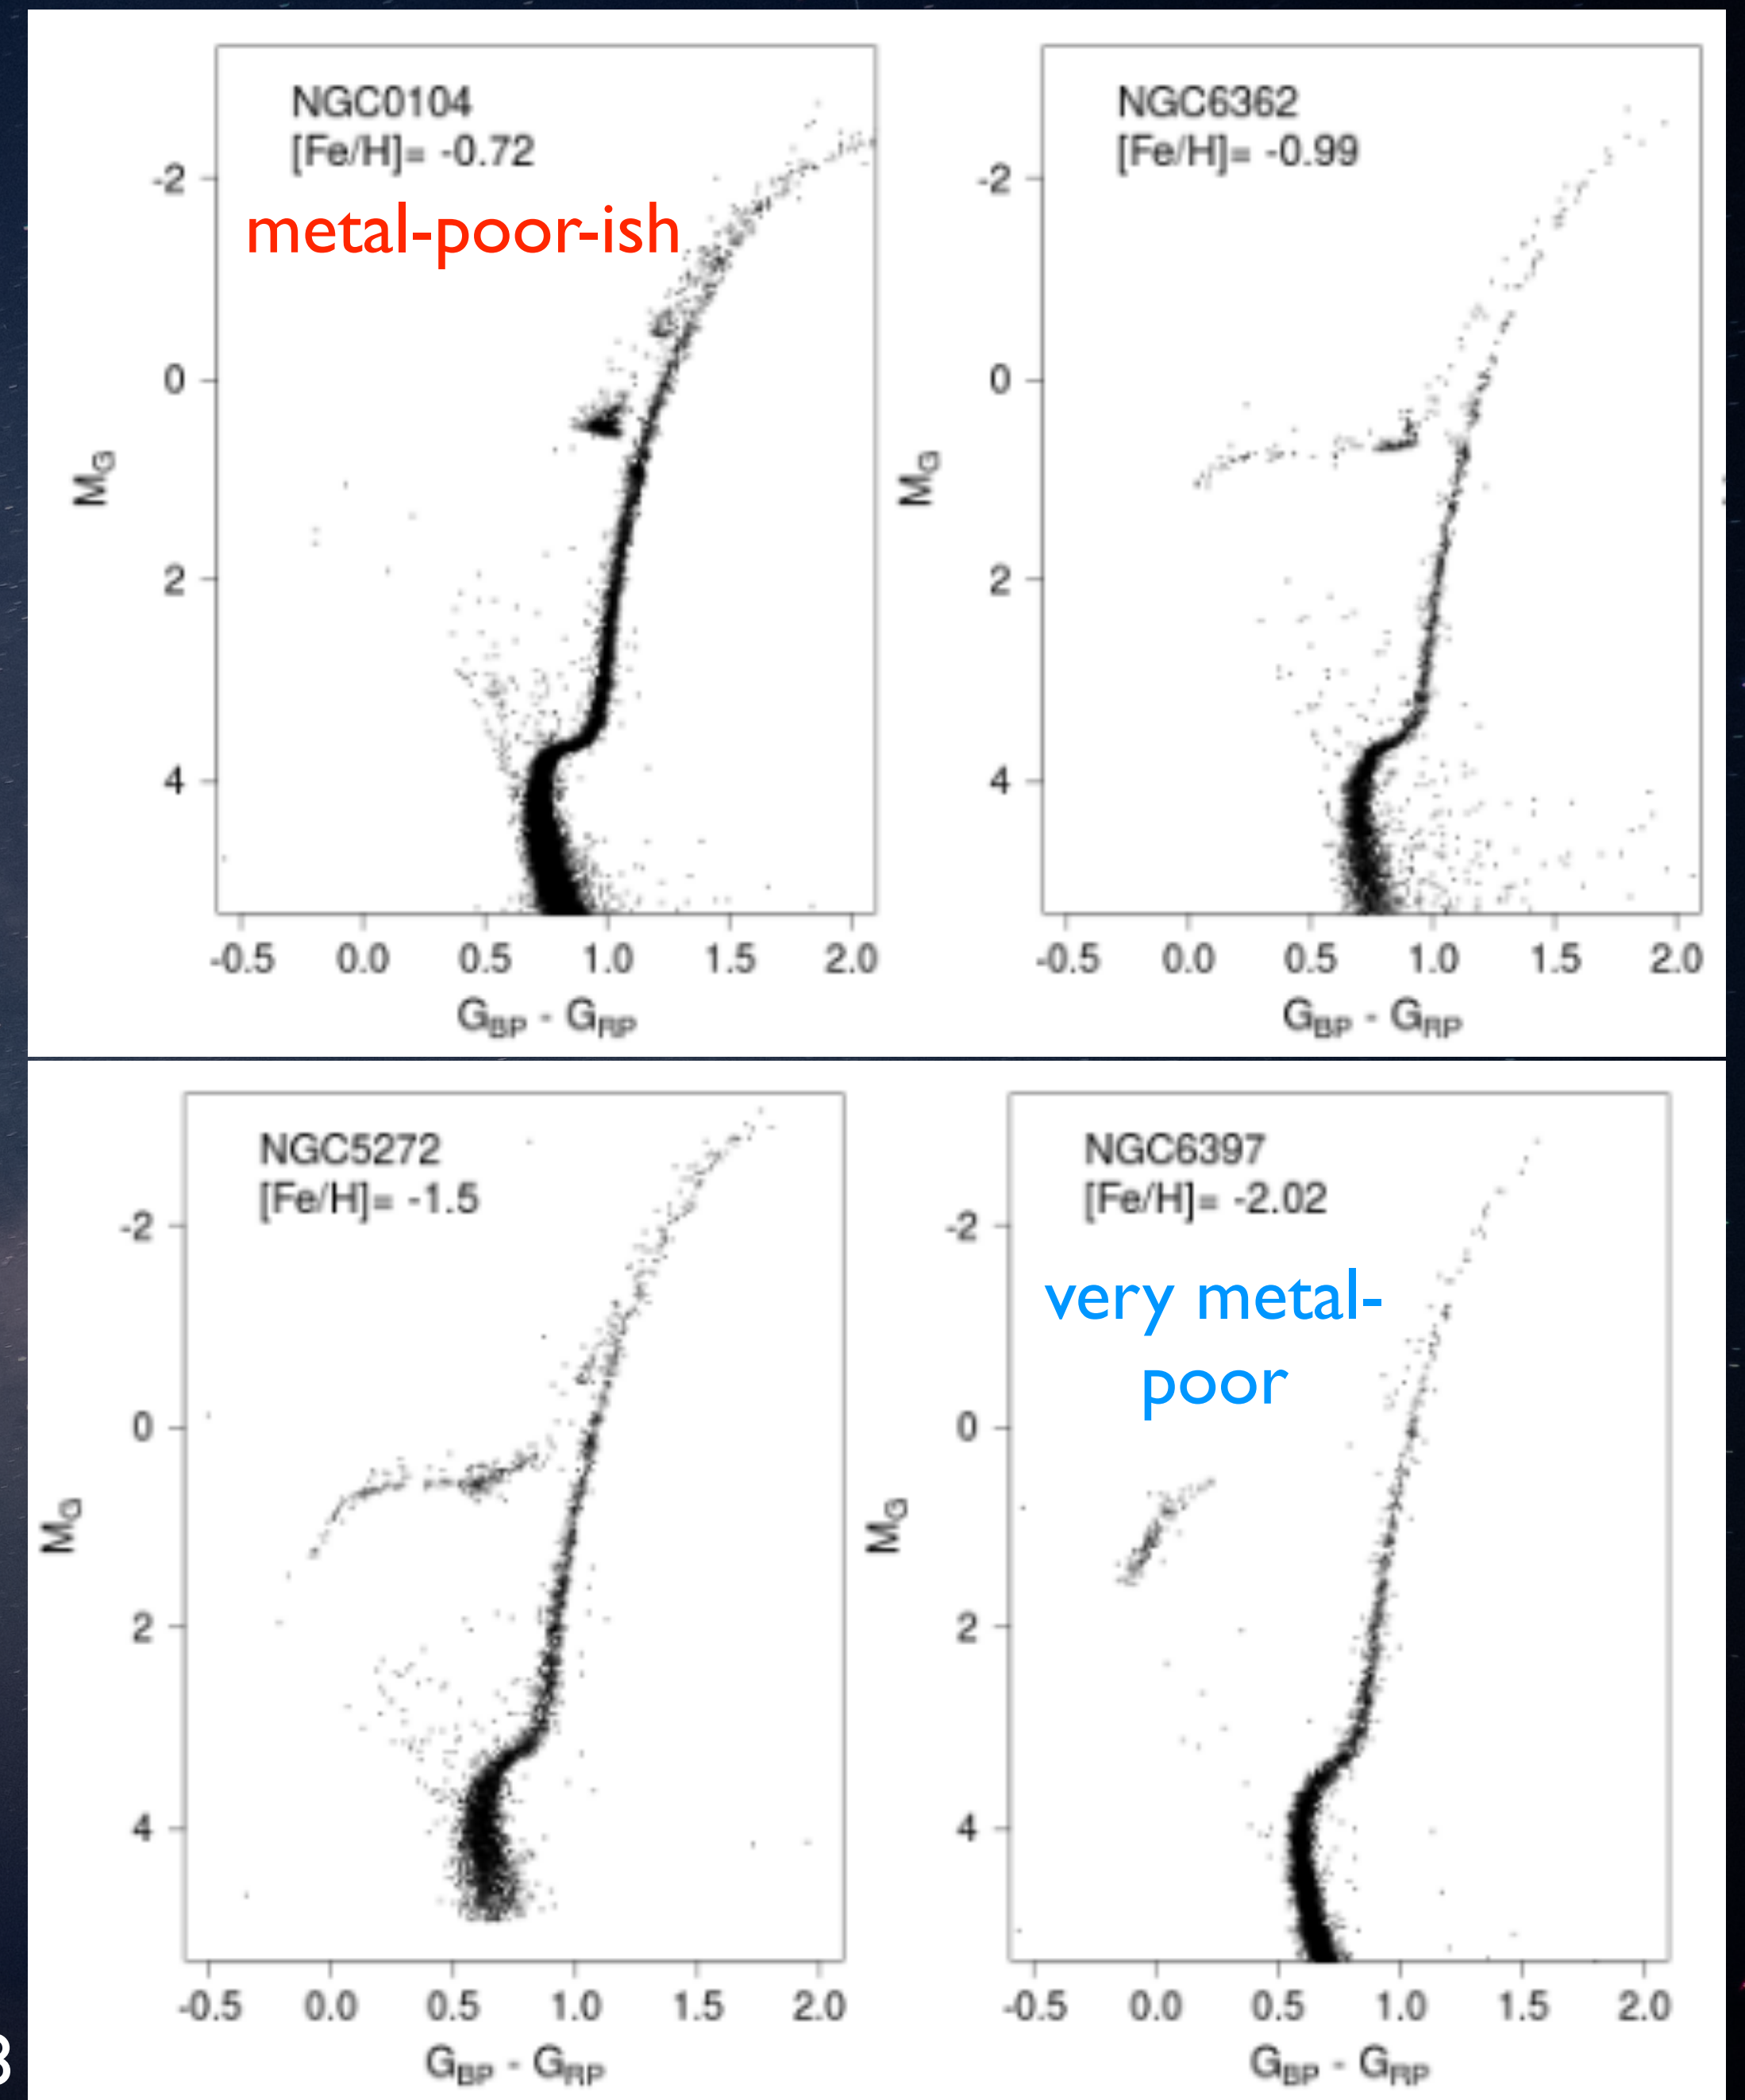 NGC0104
[Fe/H]= -0.72
metal-poor-ish
-2
0
2
4
MG
-0.5 0.0 0.5 1.0 1.5 2.0
GBP - GRP
NGC6362
[Fe/H]= -0.99
-2
0
2
4
MG
-0.5 0.0 0.5 1.0 1.5 2.0
GBP - GRP
NGC5272
[Fe/H]= -1.5
-2
0
2
4
MG
-0.5 0.0 0.5 1.0 1.5 2.0
GBP - GRP
NGC6397
[Fe/H]= -2.02
very metal-
poor
-2
0
2
4
MG
-0.5 0.0 0.5 1.0 1.5 2.0
GBP - GRP